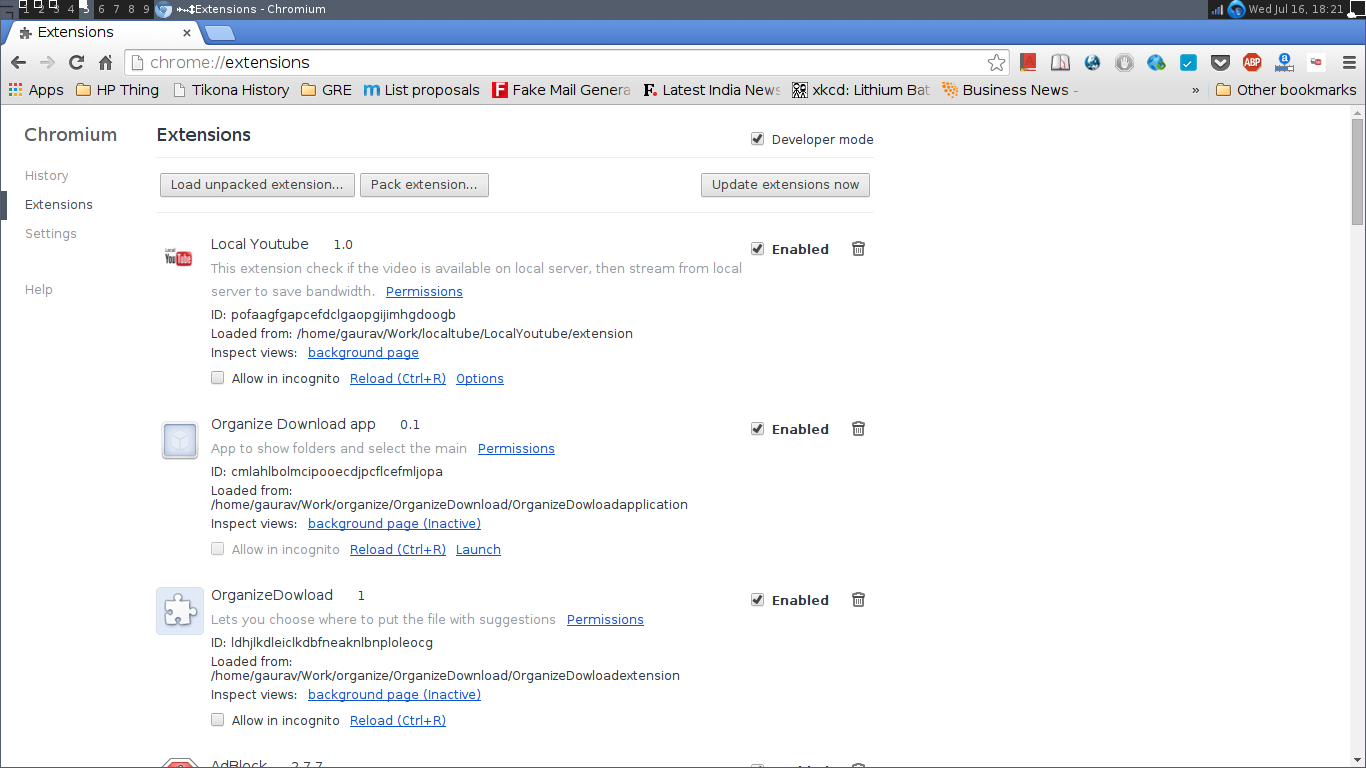 1 2 3 4 5 6 7 8 9 Extensions - Chromium Wed Jul 16, 18:21
Extensions
chrome://extensions
ABP
a
Apps HP Thing Tikona History GRE List proposals Fake Mail Genera Latest India News xkcd: Lithium Bat Business News - » Other bookmarks
Chromium
History
Extensions
Settings
Help
Extensions Developer mode
Load unpacked extension... Pack extension... Update extensions now
Local Youtube 1.0 Enabled
Local
YouTube
This extension check if the video is available on local server, then stream from local
server to save bandwidth. Permissions
ID: pofaagfgapcefdclgaopgijimhgdoogb
Loaded from: /home/gaurav/Work/localtube/LocalYoutube/extension
Inspect views: background page
Allow in incognito Reload (Ctrl+R) Options
Organize Download app 0.1 Enabled
App to show folders and select the main Permissions
ID: cmlahlbolmcipooecdjpcflcefmljopa
Loaded from:
/home/gaurav/Work/organize/OrganizeDownload/OrganizeDowloadapplication
Inspect views: background page (Inactive)
Allow in incognito Reload (Ctrl+R) Launch
OrganizeDowload 1 Enabled
Lets you choose where to put the file with suggestions Permissions
ID: ldhjlkdleiclkdbfneaknlbnploleocg
Loaded from:
/home/gaurav/Work/organize/OrganizeDownload/OrganizeDowloadextension
Inspect views: background page (Inactive)
Allow in incognito Reload (Ctrl+R)
AdBlock 2.7.7 Enabled